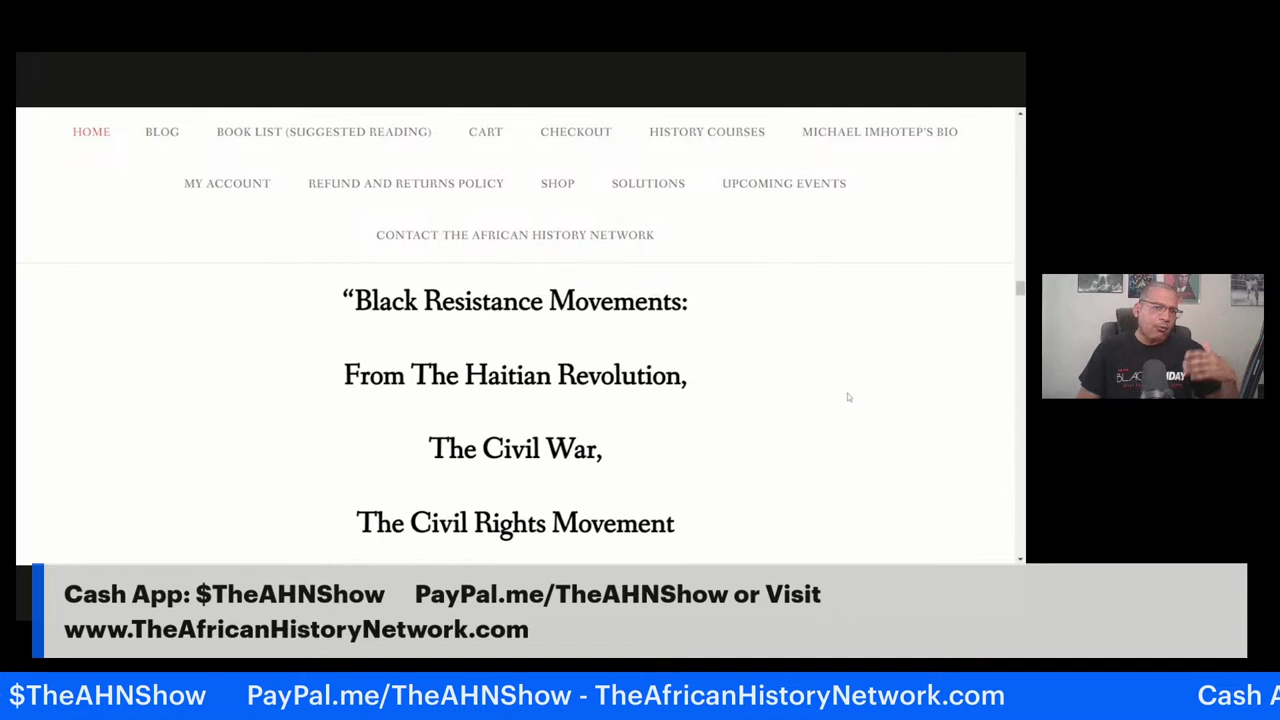 HOME BLOG BOOK LIST (SUGGESTED READING) CART CHECKOUT HISTORY COURSES MICHAEL IMHOTEP'S BIO
MY ACCOUNT REFUND AND RETURNS POLICY SHOP SOLUTIONS UPCOMING EVENTS
CONTACT THE AFRICAN HISTORY NETWORK
“Black Resistance Movements:
From The Haitian Revolution,
The Civil War,
The Civil Rights Movement
Cash App: $TheAHNShow PayPal.me/TheAHNShow or Visit
www.TheAfricanHistoryNetwork.com
$TheAHNShow PayPal.me/TheAHNShow - TheAfricanHistoryNetwork.com Cash A